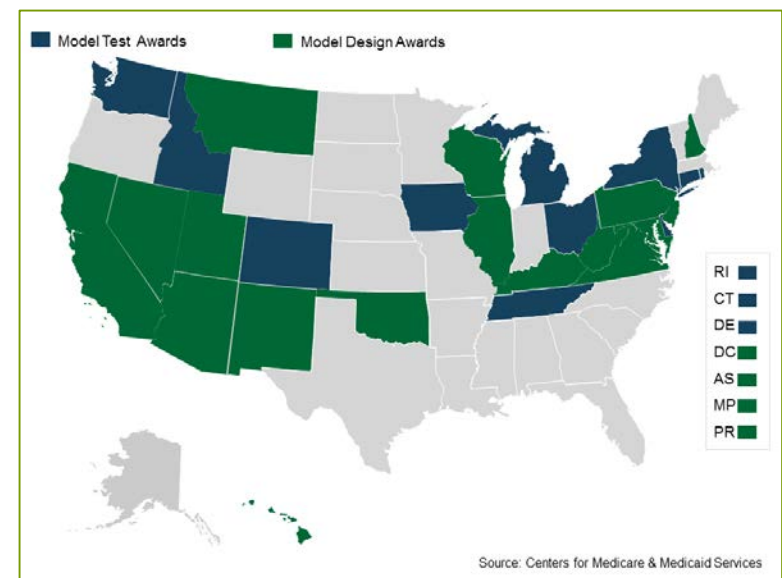 Model Test Awards
Model Design Awards
RI
CT
DE
DC
AS
MP
PR
Source: Centers for Medicare & Medicaid Services